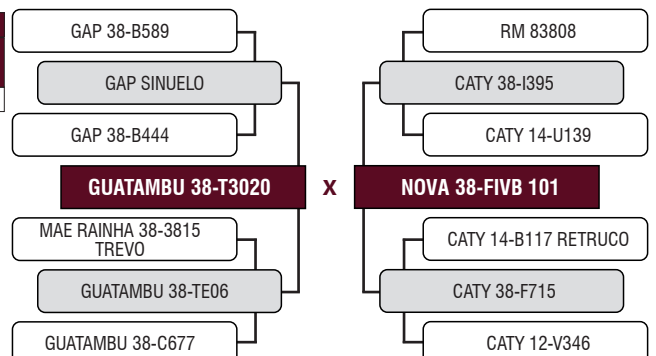 GAP 38-B589
RM 83808
GAP SINUELO
CATY 38-I395
GAP 38-B444
CATY 14-U139
GUATAMBU 38-T3020
X
NOVA 38-FIVB 101
MAE RAINHA 38-3815
TREVO
CATY 14-B117 RETRUCO
GUATAMBU 38-TE06
CATY 38-F715
GUATAMBU 38-C677
CATY 12-V346